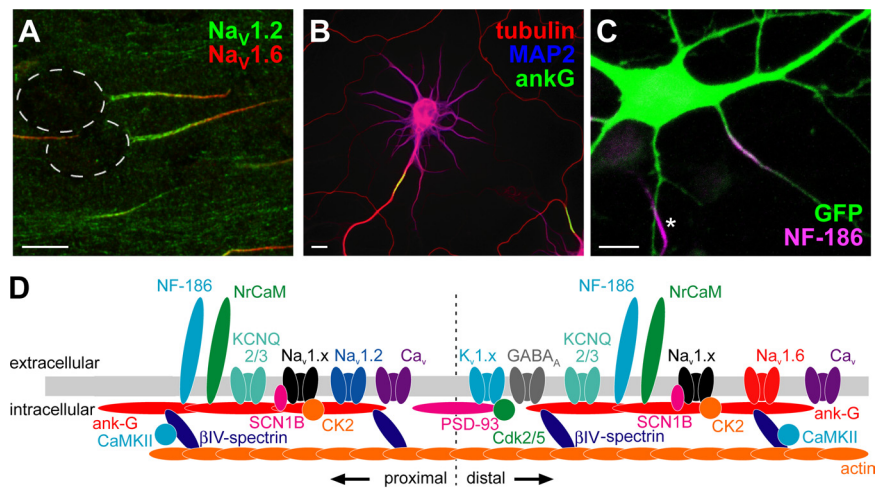 A
Nav1.2
Nav1.6
B
tubulin
MAP2
ankG
C
GFP
NF-186
*
D
NF-186
NrCaM
KCNQ
2/3
Nav1.x
Nav1.2
Cav
Kv1.x
GABAA
KCNQ
2/3
NF-186
NrCaM
Nav1.x
Nav1.6
Cav
extracellular
intracellular
ank-G
CaMKII
βIV-spectrin
SCN1B
CK2
PSD-93
Cdk2/5
βIV-spectrin
SCN1B
CK2
ank-G
CaMKII
actin
proximal
distal